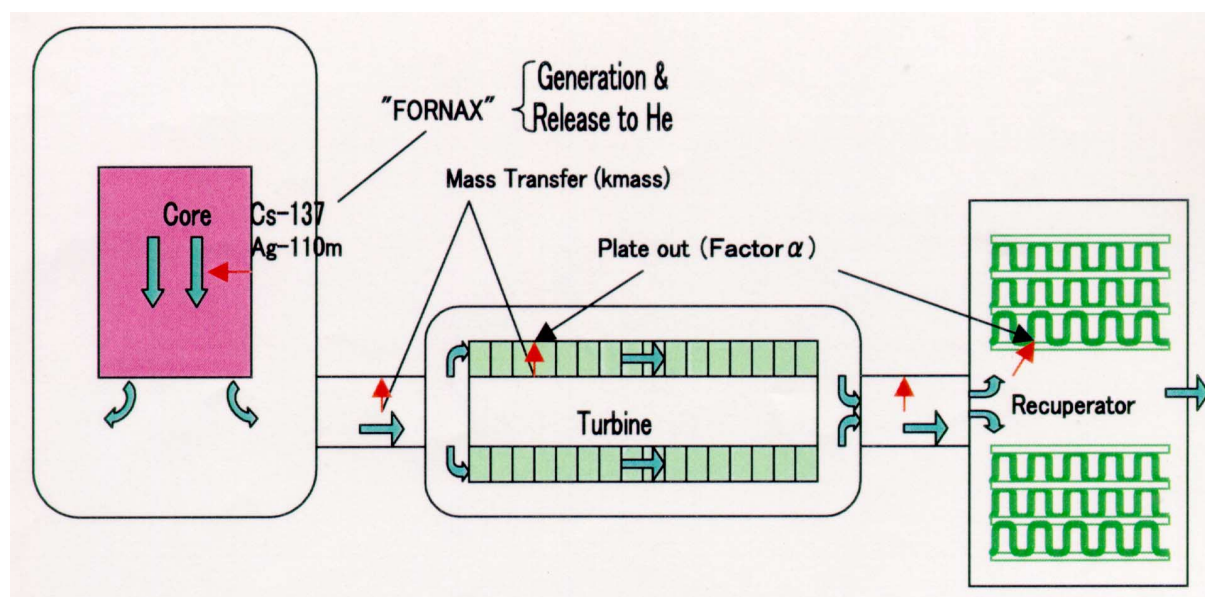 Generation &
Release to He
"FORNAX"
Mass Transfer (kmass)
Core
Cs-137
Ag-110m
Plate out (Factor α)
Turbine
Recuperator